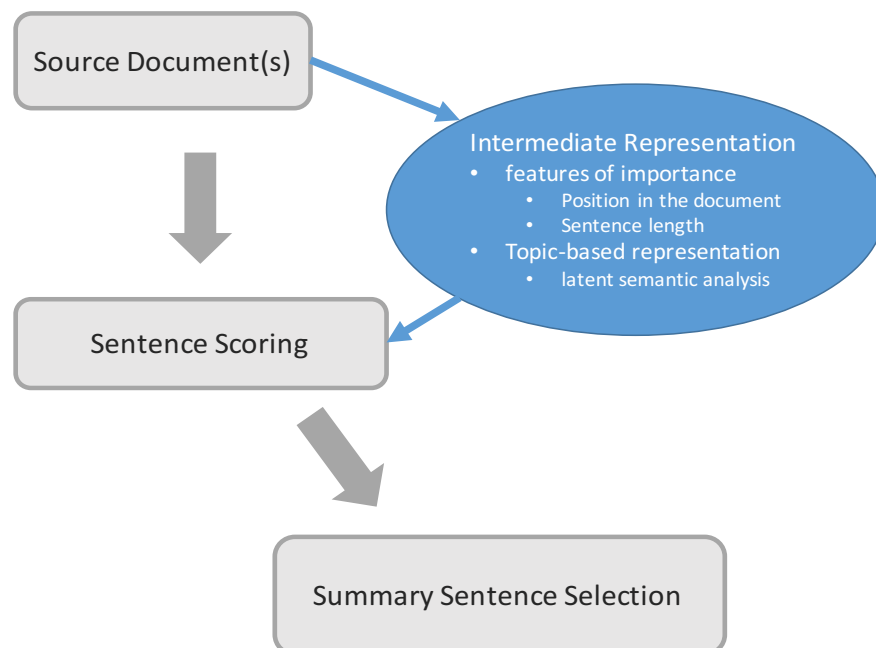 Source Document(s)
Intermediate Representation
• features of importance
• Position in the document
• Sentence length
• Topic-based representation
• latent semantic analysis
Sentence Scoring
Summary Sentence Selection